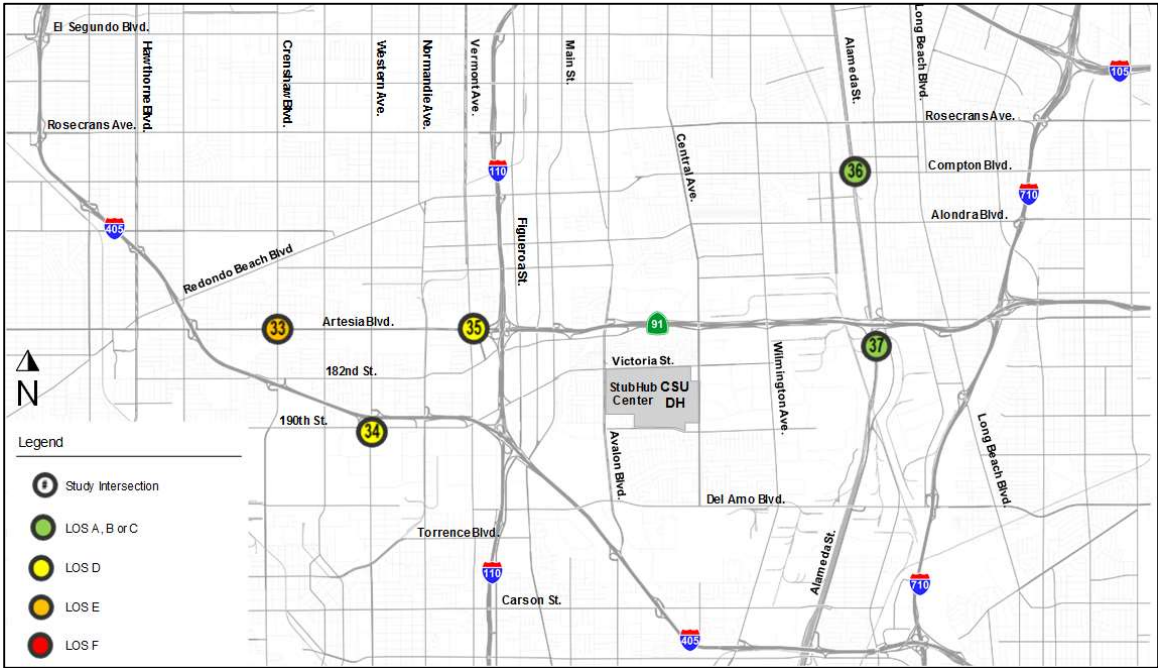 El Segundo Blvd.
Hawthorne Blvd.
Crenshaw Blvd.
Western Ave.
Normandie Ave.
Vermont Ave.
Main St.
Alameda St.
Long Beach Blvd.
105
Rosecrans Ave.
Rosecrans Ave.
110
Central Ave.
36
Compton Blvd.
710
Alondra Blvd.
405
Figueroa St.
Redondo Beach Blvd
33
Artesia Blvd.
35
91
37
Victoria St.
Wilmington Ave.
182nd St.
StubHub
Center
CSU
DH
N
190th St.
34
Avalon Blvd.
Long Beach Blvd.
Del Amo Blvd.
Torrence Blvd.
Alameda St.
110
710
Carson St.
405
Legend
# Study Intersection
LOS A, B or C
LOS D
LOS E
LOS F